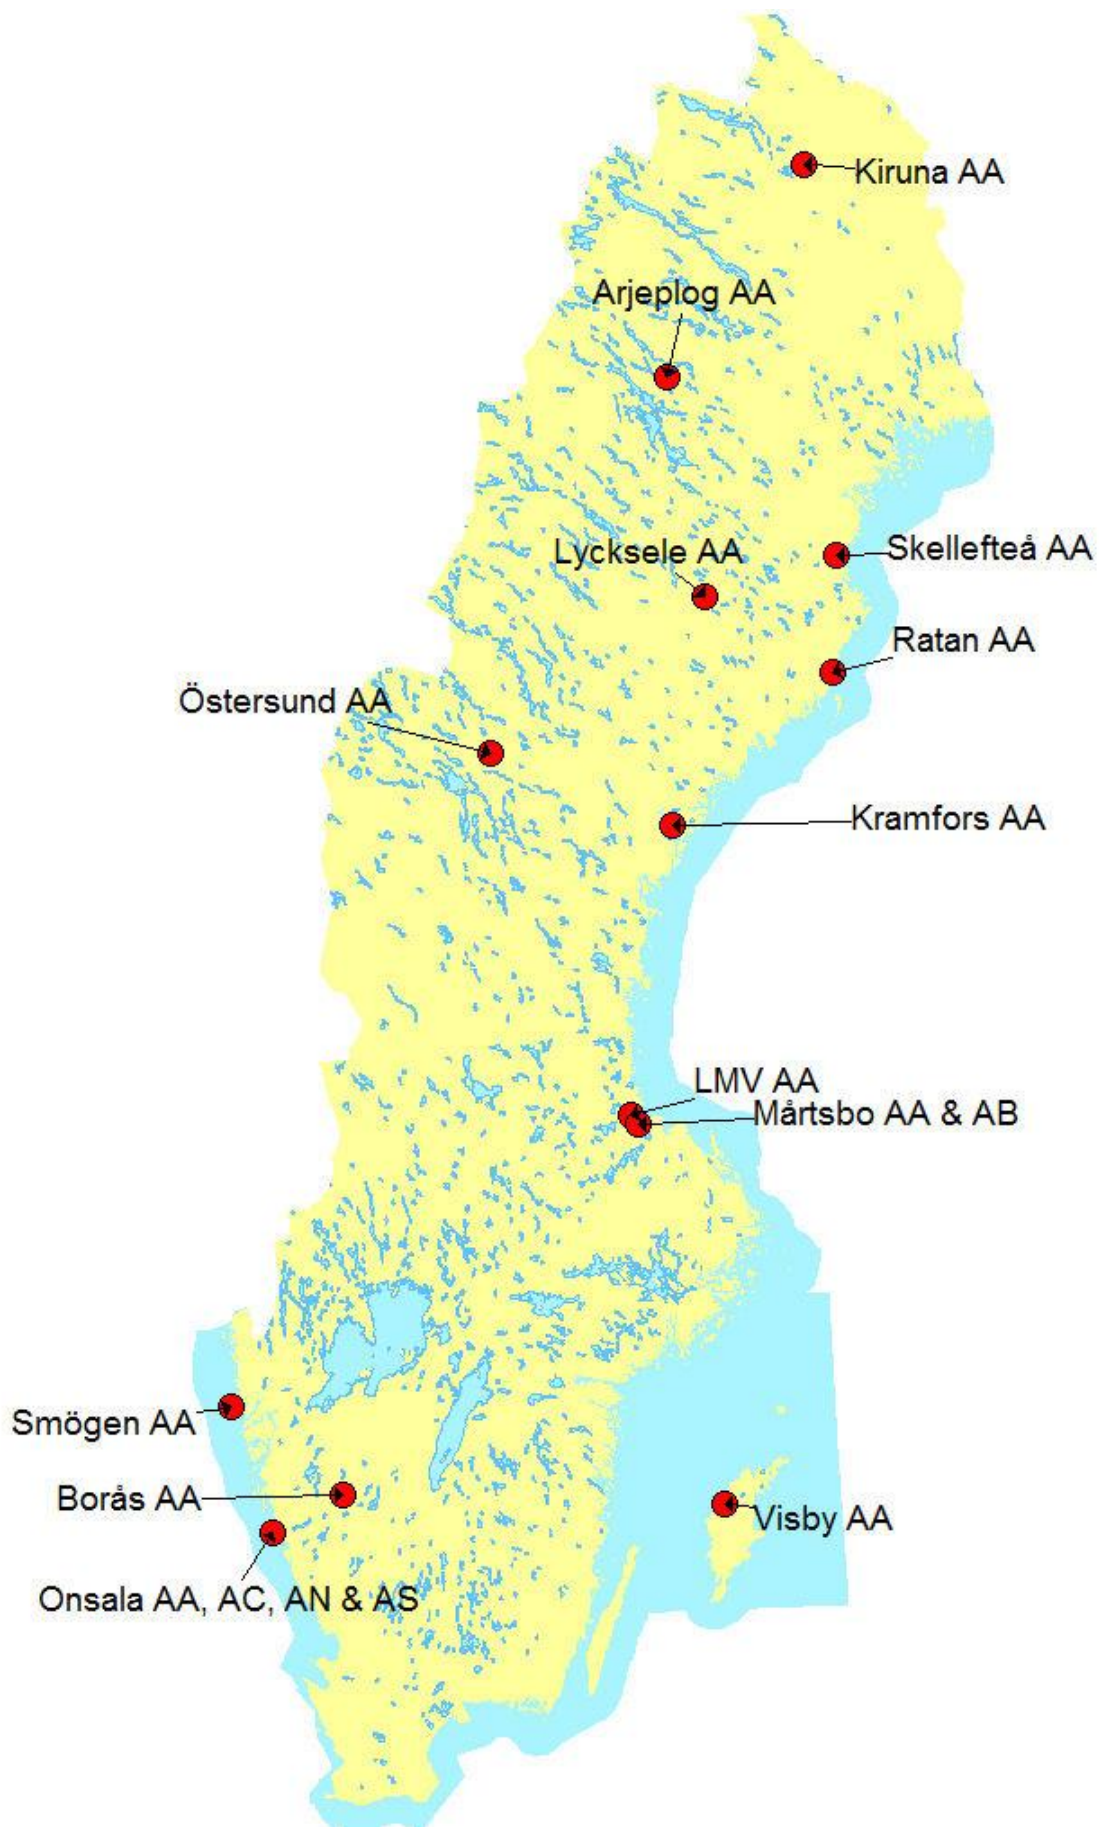 Kiruna AA
Arjeplog AA
Lycksele AA
Skellefteå AA
Ratan AA
Östersund AA
Kramfors AA
LMV AA
Mårtsbo AA & AB
Smögen AA
Borås AA
Visby AA
Onsala AA, AC, AN & AS